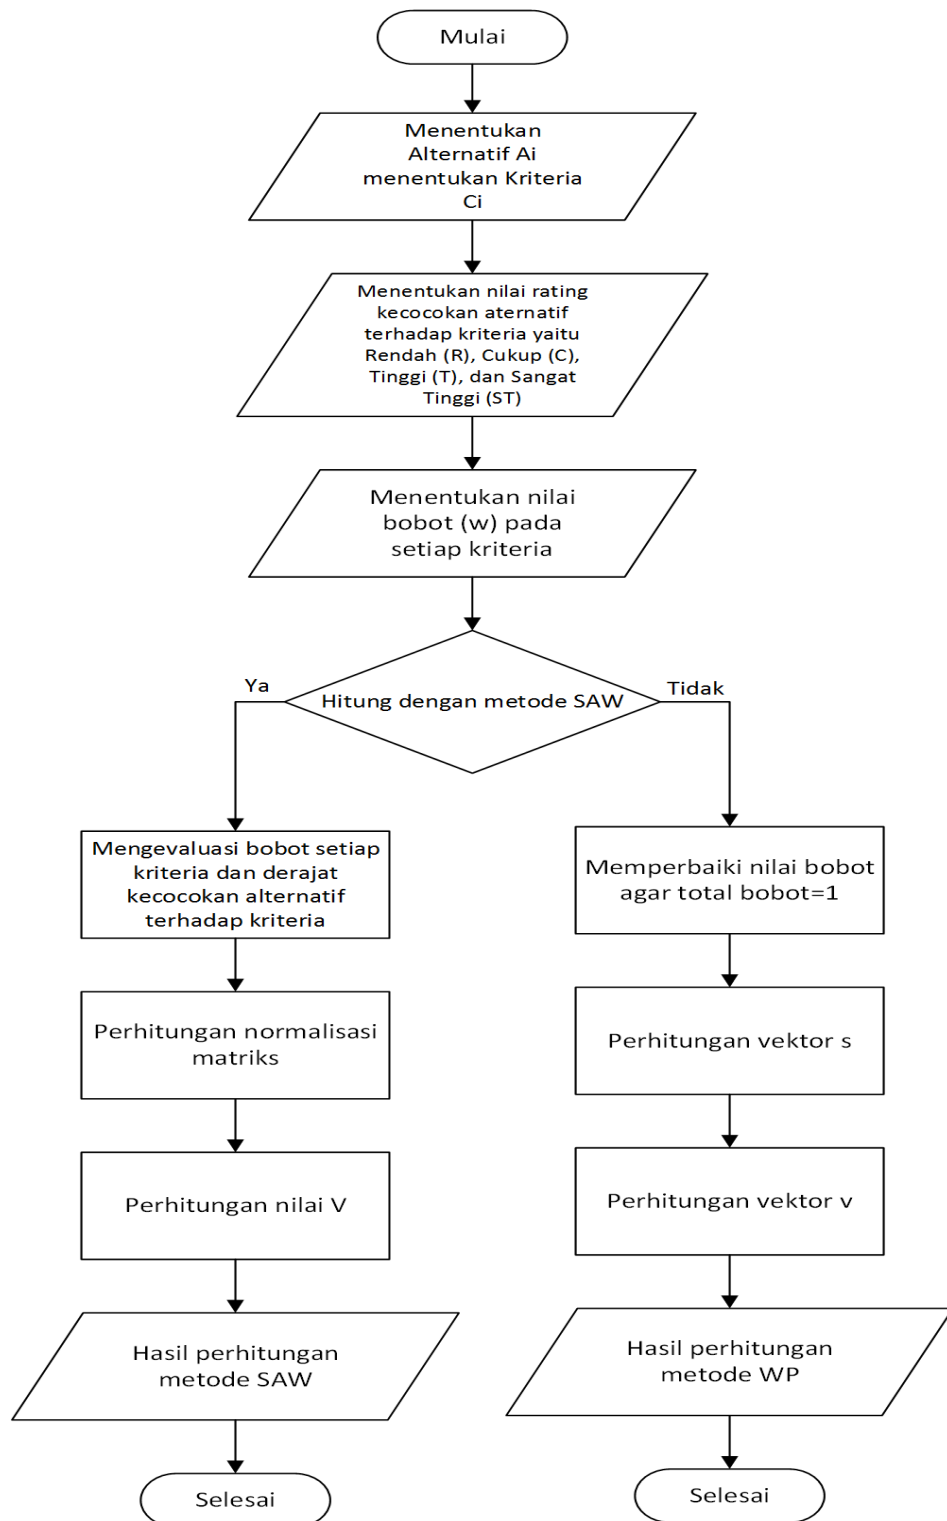 Mulai
Menentukan
Alternatif Ai
menentukan Kriteria
Ci
Menentukan nilai rating
kecocokan aternatif
terhadap kriteria yaitu
Rendah (R), Cukup (C),
Tinggi (T), dan Sangat
Tinggi (ST)
Menentukan nilai
bobot (w) pada
setiap kriteria
Hitung dengan metode SAW
Ya
Tidak
Mengevaluasi bobot setiap
kriteria dan derajat
kecocokan alternatif
terhadap kriteria
Perhitungan normalisasi
matriks
Perhitungan nilai V
Hasil perhitungan
metode SAW
Selesai
Memperbaiki nilai bobot
agar total bobot=1
Perhitungan vektor s
Perhitungan vektor v
Hasil perhitungan
metode WP
Selesai